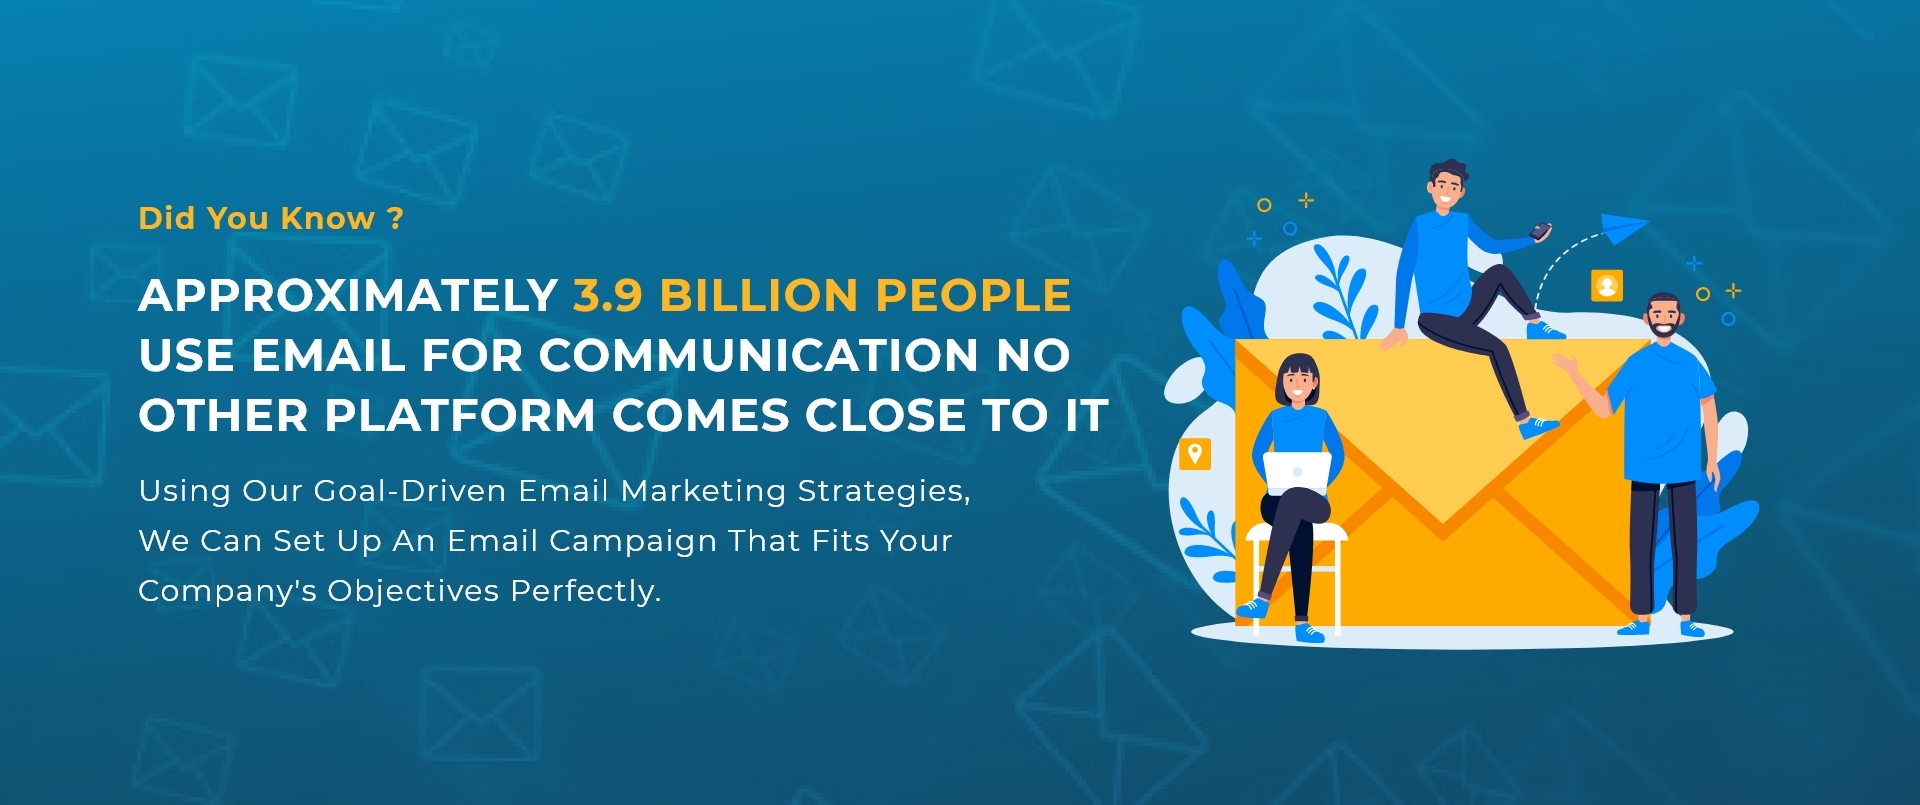 Did You Know ?
APPROXIMATELY 3.9 BILLION PEOPLE
USE EMAIL FOR COMMUNICATION NO
OTHER PLATFORM COMES CLOSE TO IT
Using Our Goal-Driven Email Marketing Strategies,
We Can Set Up An Email Campaign That Fits Your
Company's Objectives Perfectly.